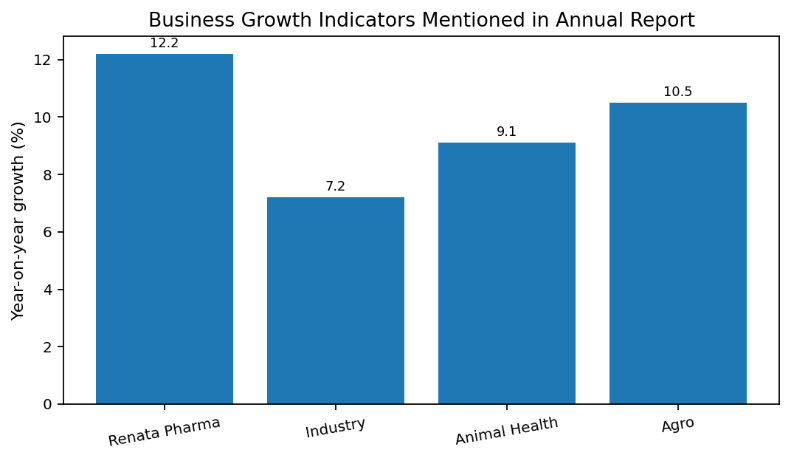 Business Growth Indicators Mentioned in Annual Report
Year-on-year growth (%)
12
10
8
6
4
2
0
12.2
7.2
9.1
10.5
Renata Pharma
Industry
Animal Health
Agro